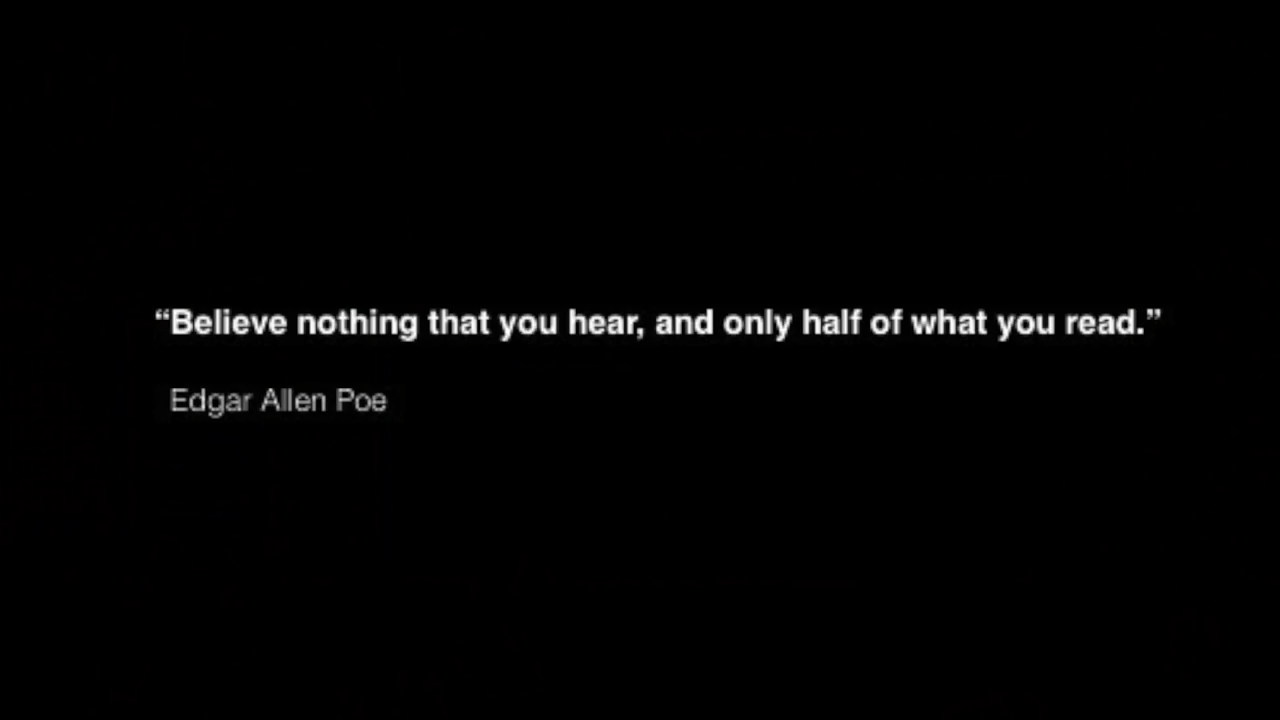 “Believe nothing that you hear, and only half of what you read.”
Edgar Allen Poe